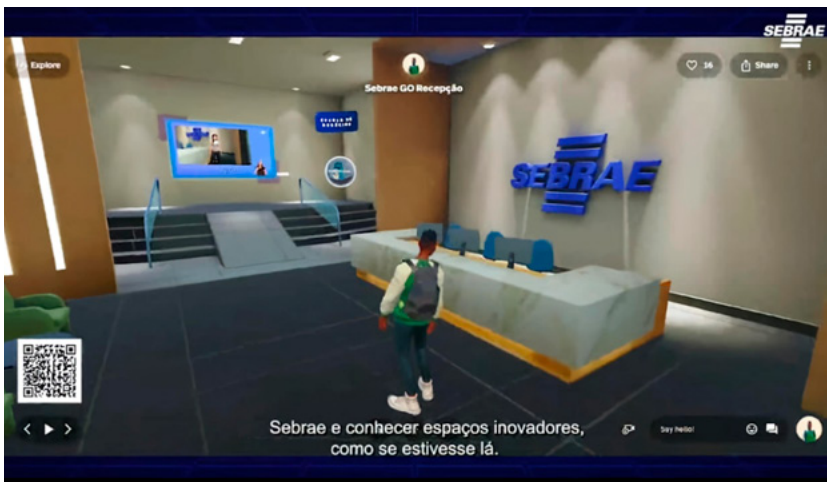 SEBRAE
Explore
Sebrae GO Recepção
16
Share
SEBRAE
Sebrae e conhecer espaços inovadores,
como se estivesse lá.
Say hello!